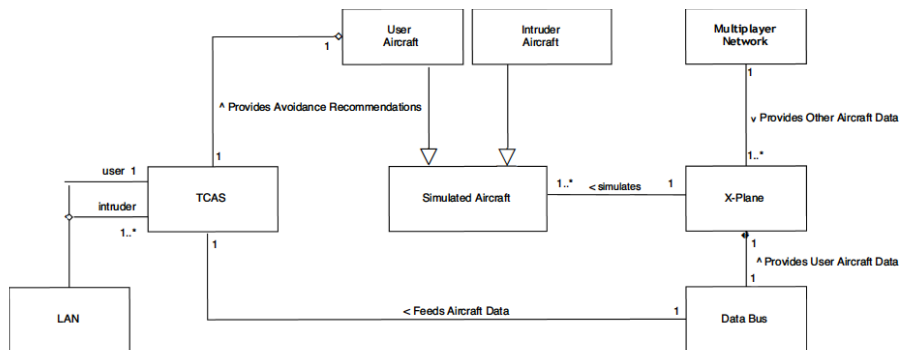 User
Aircraft
Intruder
Aircraft
Multiplayer
Network
1
1
^ Provides Avoidance Recommendations
v Provides Other Aircraft Data
1
1..*
user 1
TCAS
intruder
1..*
1
Simulated Aircraft
1..*
< simulates
1
X-Plane
1
^ Provides User Aircraft Data
1
LAN
< Feeds Aircraft Data
1
Data Bus